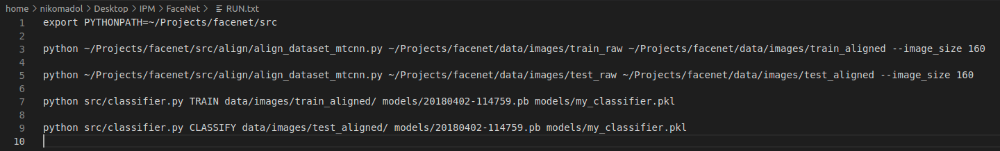 home > nikomadol > Desktop > IPM > FaceNet > RUN.txt
1 export PYTHONPATH=~/Projects/facenet/src
2
3 python ~/Projects/facenet/src/align/align_dataset_mtcnn.py ~/Projects/facenet/data/images/train_raw ~/Projects/facenet/data/images/train_aligned --image_size 160
4
5 python ~/Projects/facenet/src/align/align_dataset_mtcnn.py ~/Projects/facenet/data/images/test_raw ~/Projects/facenet/data/images/test_aligned --image_size 160
6
7 python src/classifier.py TRAIN data/images/train_aligned/ models/20180402-114759.pb models/my_classifier.pkl
8
9 python src/classifier.py CLASSIFY data/images/test_aligned/ models/20180402-114759.pb models/my_classifier.pkl
10